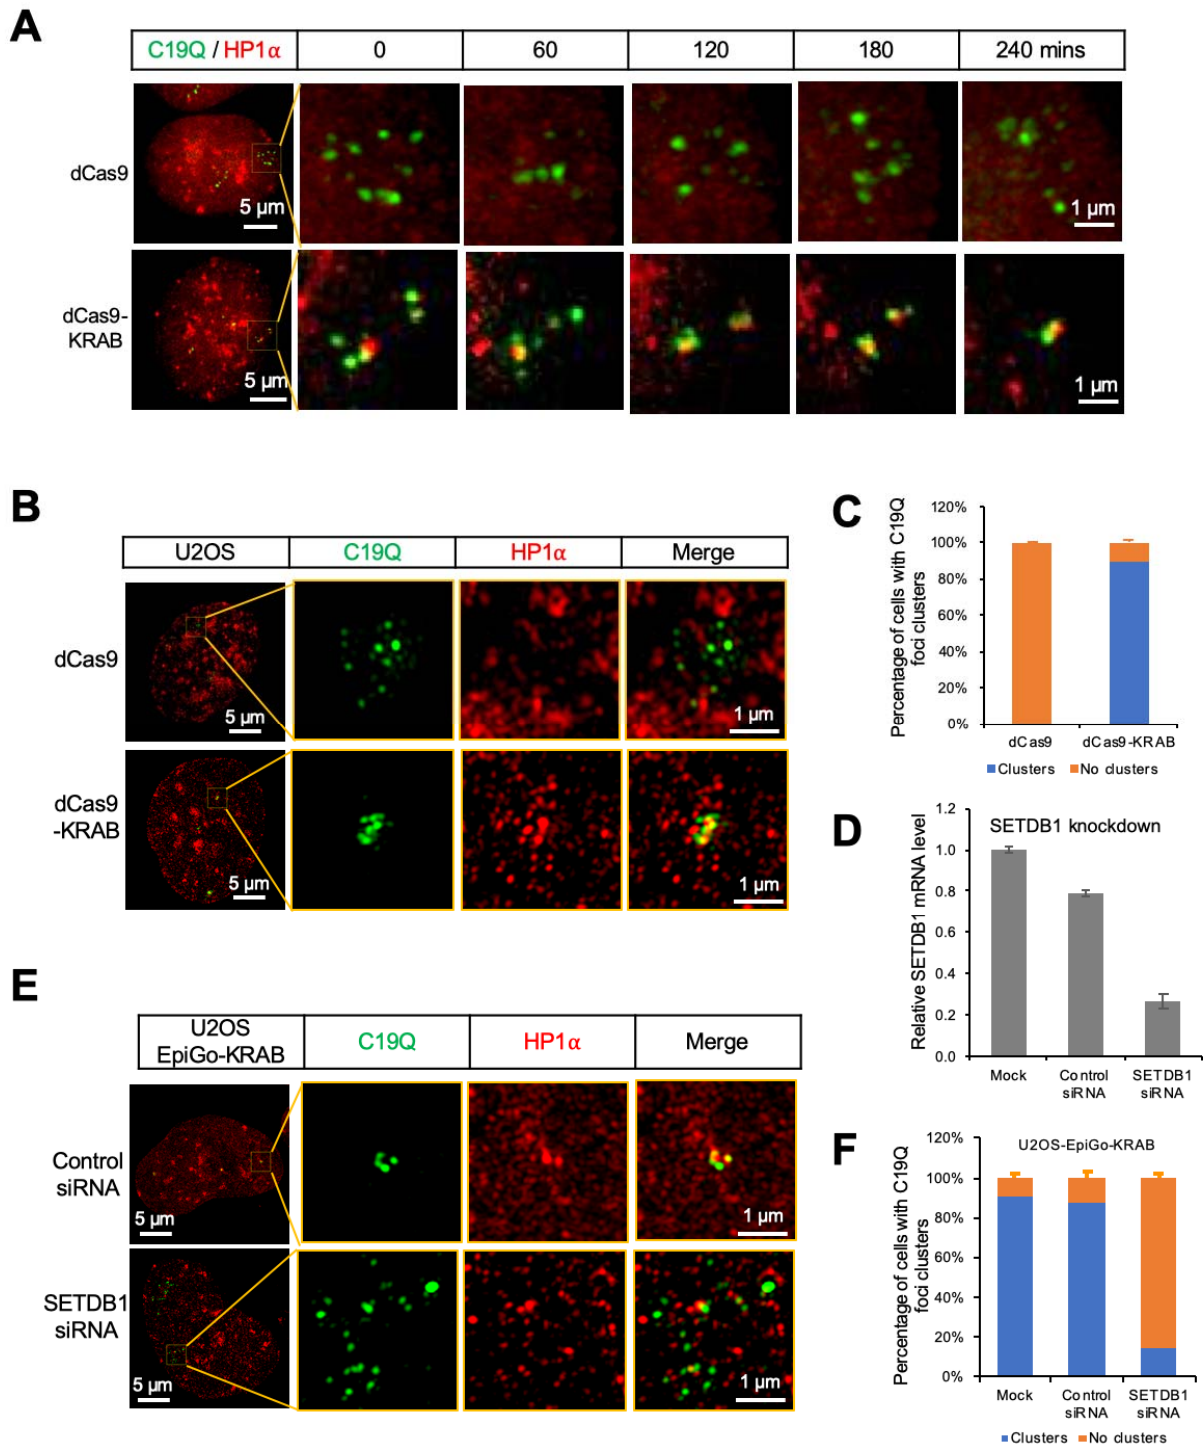 A
C19Q / HP1α 0 60 120 180 240 mins
dCas9
5 µm
1 µm
dCas9-
KRAB
5 µm
1 µm
B
U2OS C19Q HP1α Merge
dCas9
5 µm
1 µm
dCas9
-KRAB
5 µm
1 µm
C
Percentage of cells with C19Q
foci clusters
120%
100%
80%
60%
40%
20%
0%
dCas9 dCas9-KRAB
Clusters No clusters
D
SETDB1 knockdown
Relative SETDB1 mRNA level
1.2
1.0
0.8
0.6
0.4
0.2
0.0
Mock Control SETDB1
siRNA siRNA
E
U2OS
EpiGo-KRAB C19Q HP1α Merge
Control
siRNA
5 µm
1 µm
SETDB1
siRNA
5 µm
1 µm
F
U2OS-EpiGo-KRAB
Percentage of cells with C19Q
foci clusters
120%
100%
80%
60%
40%
20%
0%
Mock Control SETDB1
siRNA siRNA
Clusters No clusters